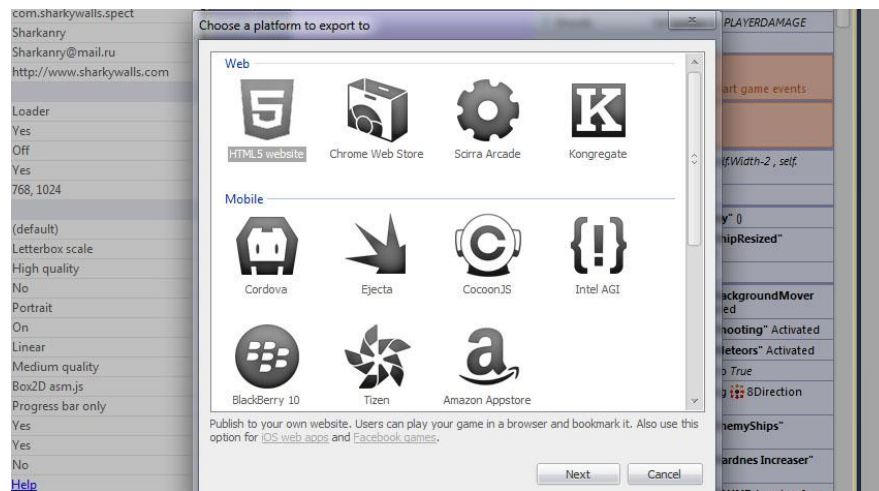 com.sharkywalls.spect
Sharkanry
Sharkanry@mail.ru
http://www.sharkywalls.com
Loader
Yes
Off
Yes
768, 1024
(default)
Letterbox scale
High quality
No
Portrait
On
Linear
Medium quality
Box2D asm.js
Progress bar only
Yes
Yes
No
Help
Choose a platform to export to
Web
HTML5 website
Chrome Web Store
Scirra Arcade
Kongregate
Mobile
Cordova
Ejecta
CocoonJS
Intel AGI
BlackBerry 10
Tizen
Amazon Appstore
Publish to your own website. Users can play your game in a browser and bookmark it. Also use this
option for iOS web apps and Facebook games.
Next
Cancel
PLAYERDAMAGE
art game events
lf.Width-2 , self.
y" ()
hipResized"
ackgroundMover
ed
hooting" Activated
leteors" Activated
True
8Direction
nemyShips"
ardnes Increaser"